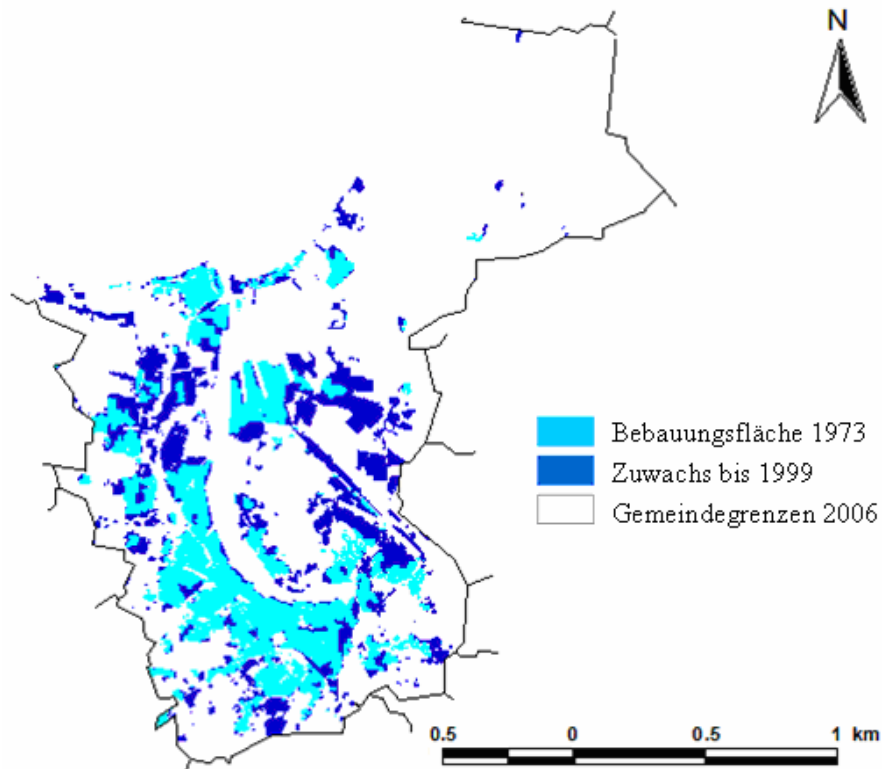 N
Bebauungsfläche 1973
Zuwachs bis 1999
Gemeindegrenzen 2006
0.5 0 0.5 1 km